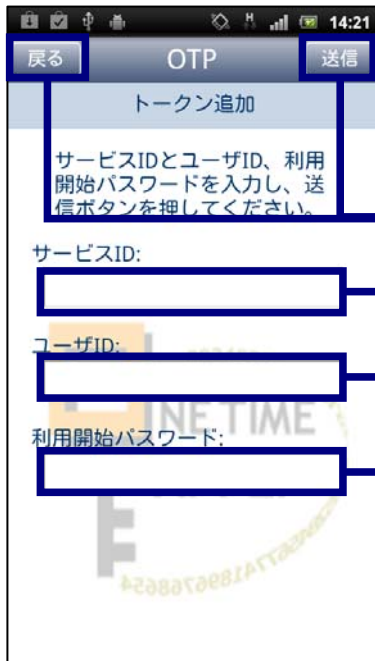 H 14:21
戻る OTP 送信
トークン追加
サービスIDとユーザID、利用
開始パスワードを入力し、送
信ボタンを押してください。
サービスID:
ユーザID:
NE TIME
利用開始パスワード: